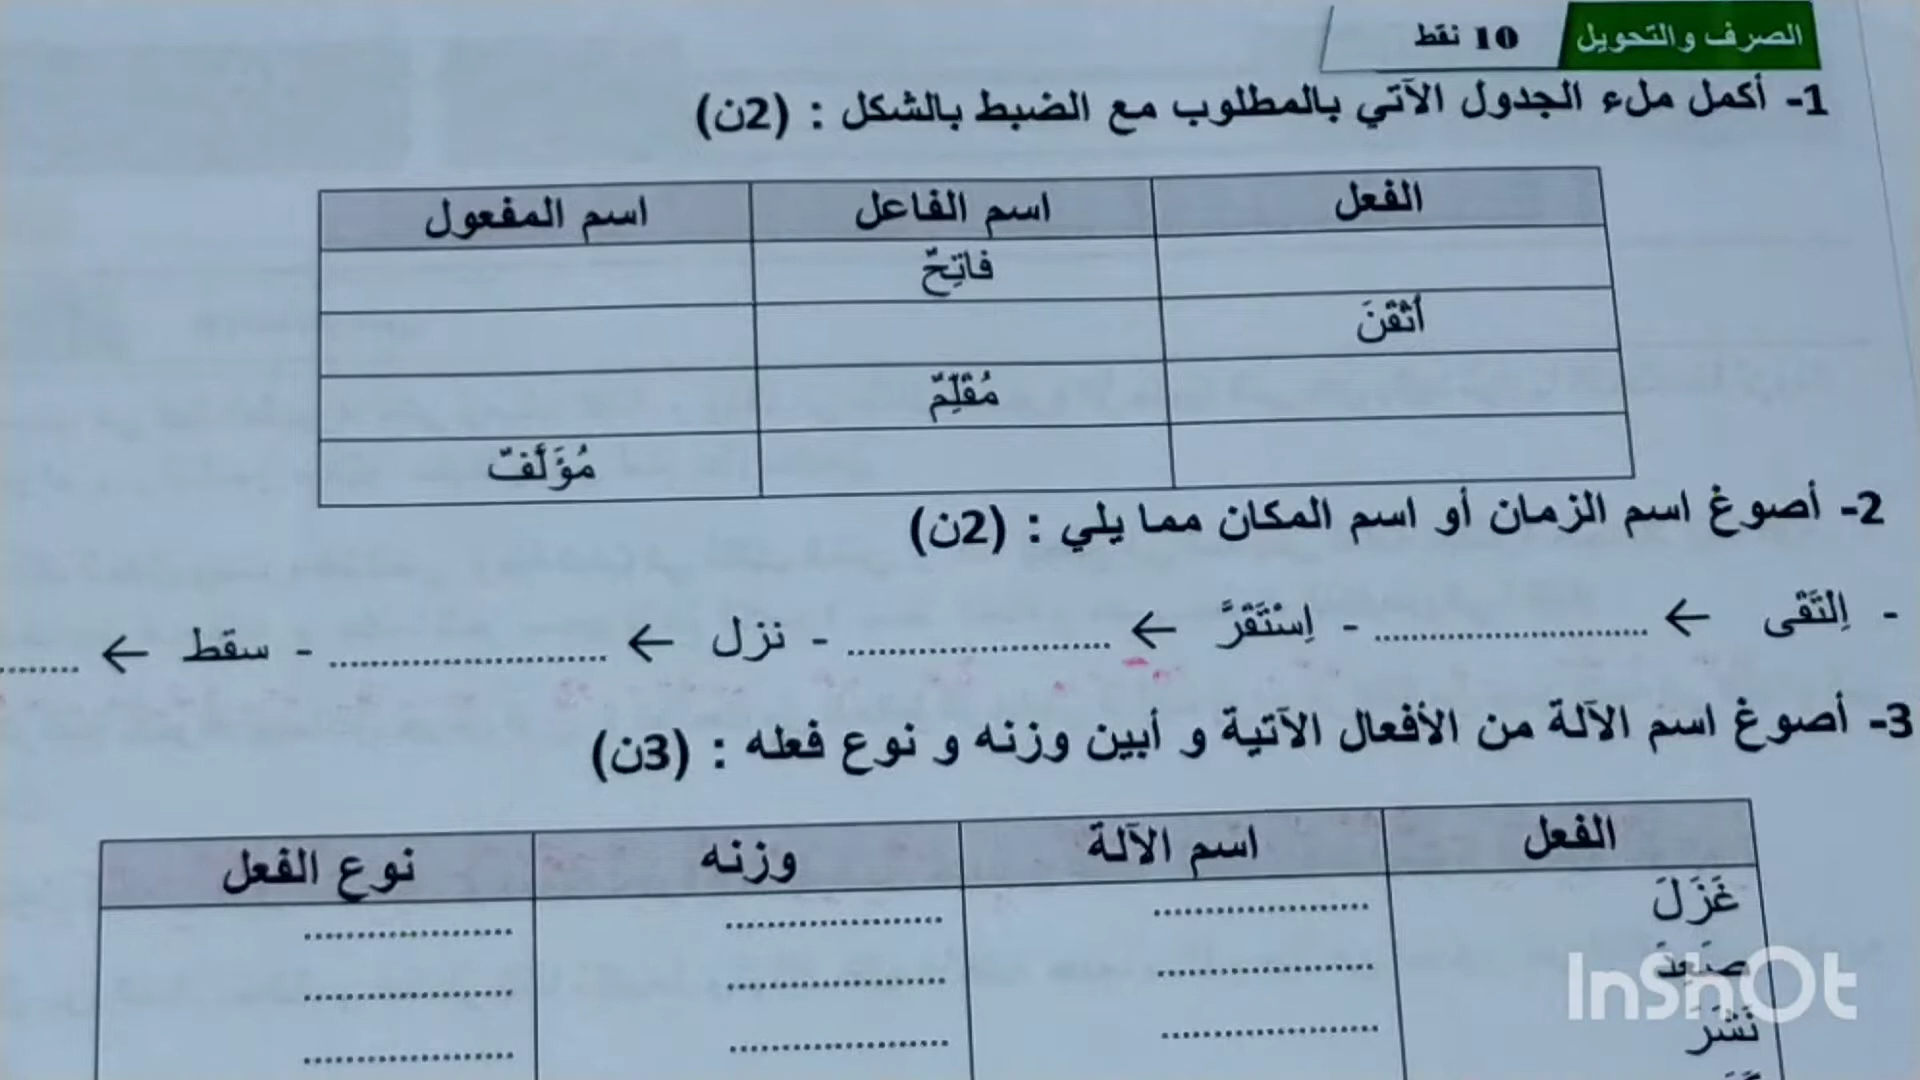 الصرف والتحويل 10 نقط
1- أكمل ملء الجدول الآتي بالمطلوب مع الضبط بالشكل : (2ن)
الفعل اسم الفاعل اسم المفعول
فاتِحٌ
أَتْقَنَ
مُقَلِّمٌ
مُؤَلَّفٌ
2- أصوغ اسم الزمان أو اسم المكان مما يلي : (2ن)
- اِلْتَقَى ← ........................ - اِسْتَقَرَّ ← ........................ - نزل ← ........................ - سقط ← .......
3- أصوغ اسم الآلة من الأفعال الآتية و أبين وزنه و نوع فعله : (3ن)
الفعل اسم الآلة وزنه نوع الفعل
غَزَلَ ................... ................... ...................
صَعِدَ ................... ................... ...................
نَشَرَ ................... ................... ...................
InShOt